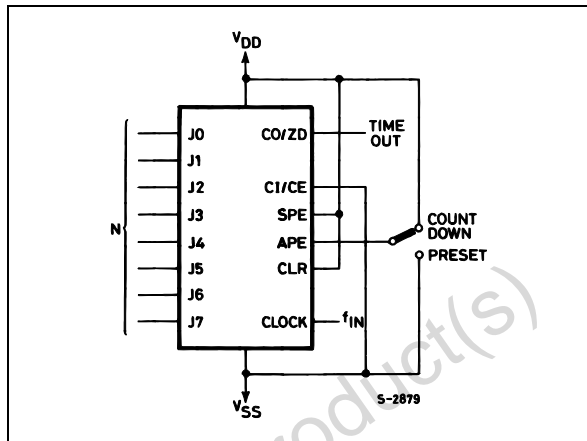 VDD
J0 CO/ZD TIME OUT
J1
J2 CI/CE
J3 SPE
N J4 APE COUNT DOWN
PRESET
J5 CLR
J6
J7 CLOCK fIN
VSS
S-2879
roduct(s)